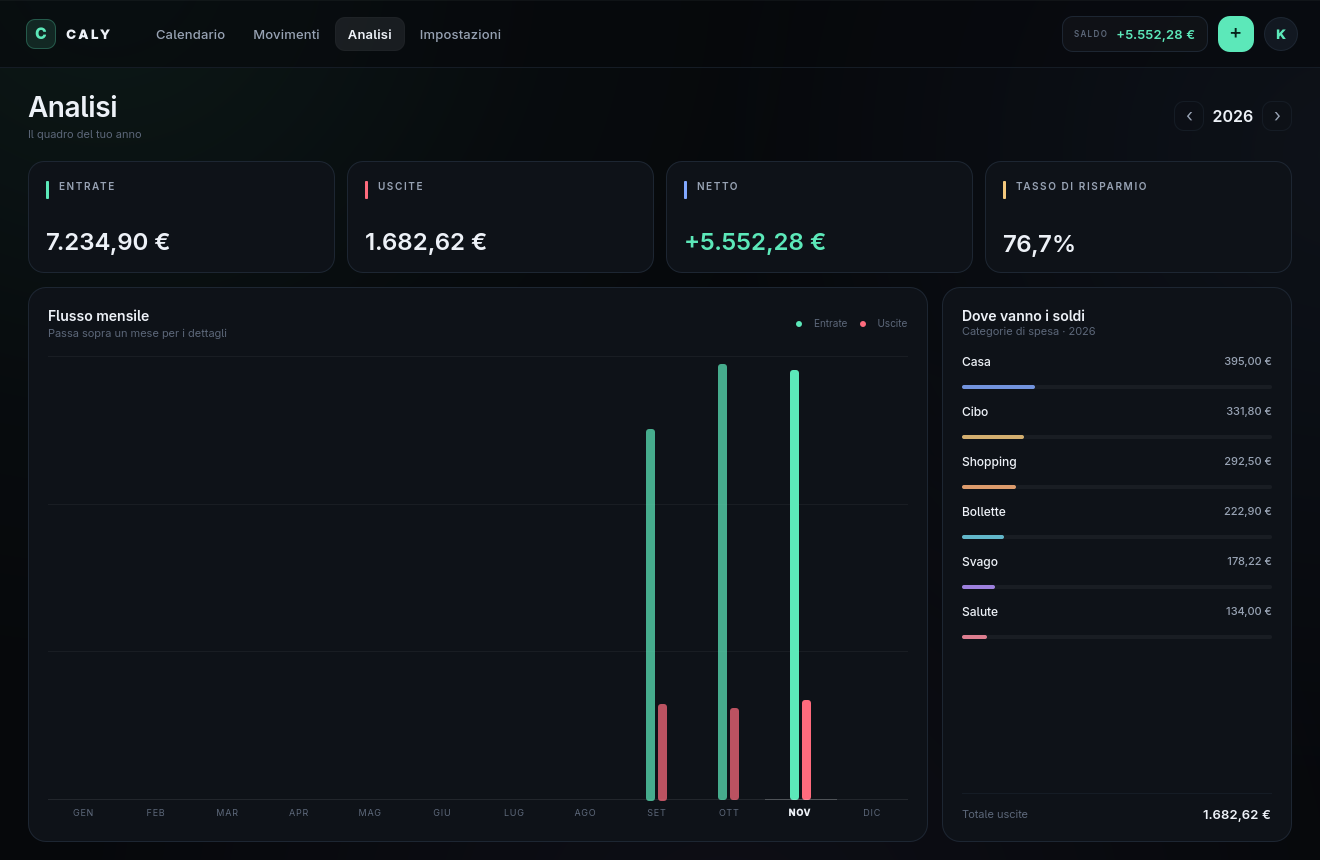 C CALY Calendario Movimenti Analisi Impostazioni SALDO +5.552,28 € + K
Analisi
Il quadro del tuo anno
‹ 2026 ›
ENTRATE
7.234,90 €
USCITE
1.682,62 €
NETTO
+5.552,28 €
TASSO DI RISPARMIO
76,7%
Flusso mensile
Passa sopra un mese per i dettagli
Entrate Uscite
GEN FEB MAR APR MAG GIU LUG AGO SET OTT NOV DIC
Dove vanno i soldi
Categorie di spesa · 2026
Casa 395,00 €
Cibo 331,80 €
Shopping 292,50 €
Bollette 222,90 €
Svago 178,22 €
Salute 134,00 €
Totale uscite 1.682,62 €